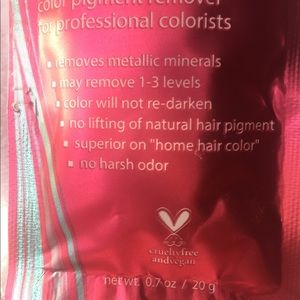 color pigment remover
for professional colorists
removes metallic minerals
may remove 1-3 levels
color will not re-darken
no lifting of natural hair pigment
superior on "home hair color"
no harsh odor
crueltyfree
andvegan
net wt. 0.7 oz / 20 g